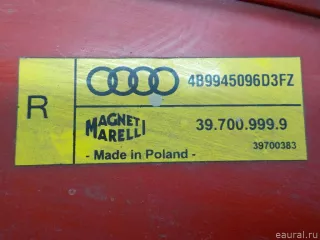 R
4B9945096D3FZ
MAGNETI
MARELLI
39.700.999.9
- Made in Poland -
39700383
eaural.ru